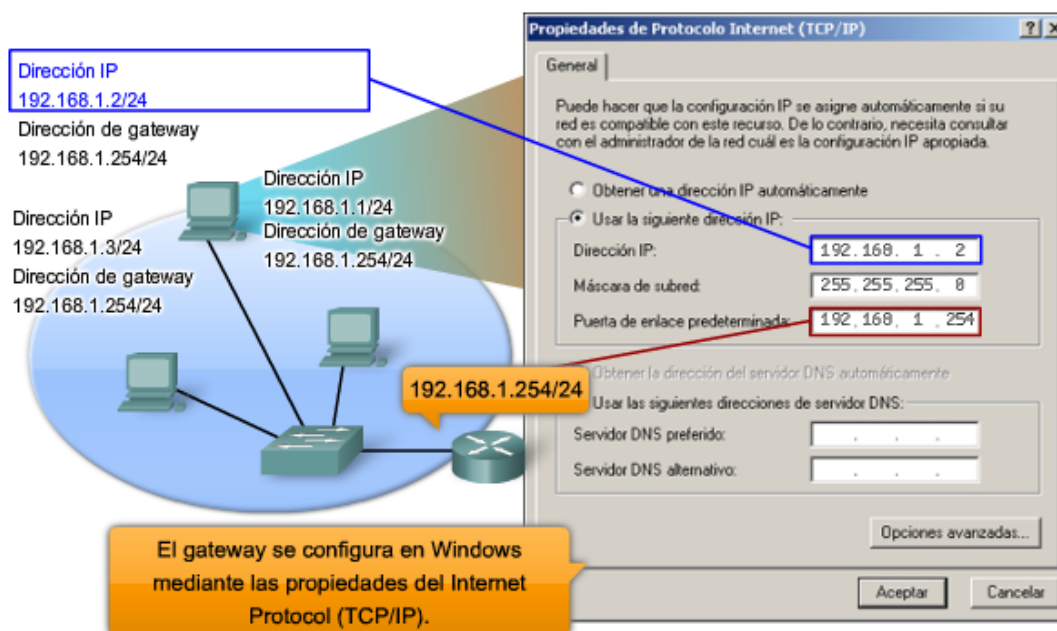 Dirección IP
192.168.1.2/24
Dirección de gateway
192.168.1.254/24
Dirección IP
192.168.1.1/24
Dirección de gateway
192.168.1.254/24
Dirección IP
192.168.1.3/24
Dirección de gateway
192.168.1.254/24
192.168.1.254/24
El gateway se configura en Windows
mediante las propiedades del Internet
Protocol (TCP/IP).
Propiedades de Protocolo Internet (TCP/IP)
General
Puede hacer que la configuración IP se asigne automáticamente si su
red es compatible con este recurso. De lo contrario, necesita consultar
con el administrador de la red cuál es la configuración IP apropiada.
Obtener una dirección IP automáticamente
Usar la siguiente dirección IP:
Dirección IP: 192.168. 1 . 2
Máscara de subred: 255.255.255. 0
Puerta de enlace predeterminada: 192.168. 1 .254
Obtener la dirección del servidor DNS automáticamente
Usar las siguientes direcciones de servidor DNS:
Servidor DNS preferido: . . .
Servidor DNS alternativo: . . .
Opciones avanzadas...
Aceptar Cancelar